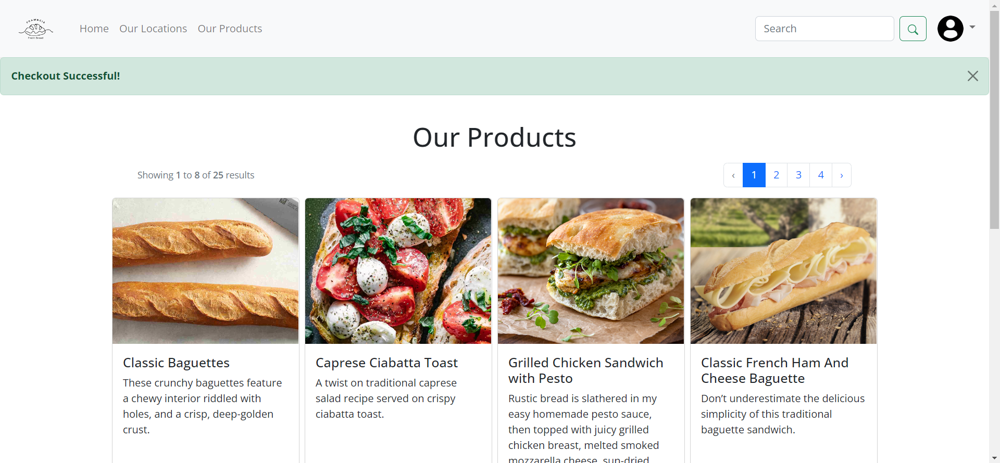 Fresh Bread
Home Our Locations Our Products
Search
Checkout Successful!
Our Products
Showing 1 to 8 of 25 results
‹ 1 2 3 4 ›
Classic Baguettes
These crunchy baguettes feature
a chewy interior riddled with
holes, and a crisp, deep-golden
crust.
Caprese Ciabatta Toast
A twist on traditional caprese
salad recipe served on crispy
ciabatta toast.
Grilled Chicken Sandwich
with Pesto
Rustic bread is slathered in my
easy homemade pesto sauce,
then topped with juicy grilled
chicken breast, melted smoked
mozzarella cheese, sun-dried
Classic French Ham And
Cheese Baguette
Don’t underestimate the delicious
simplicity of this traditional
baguette sandwich.